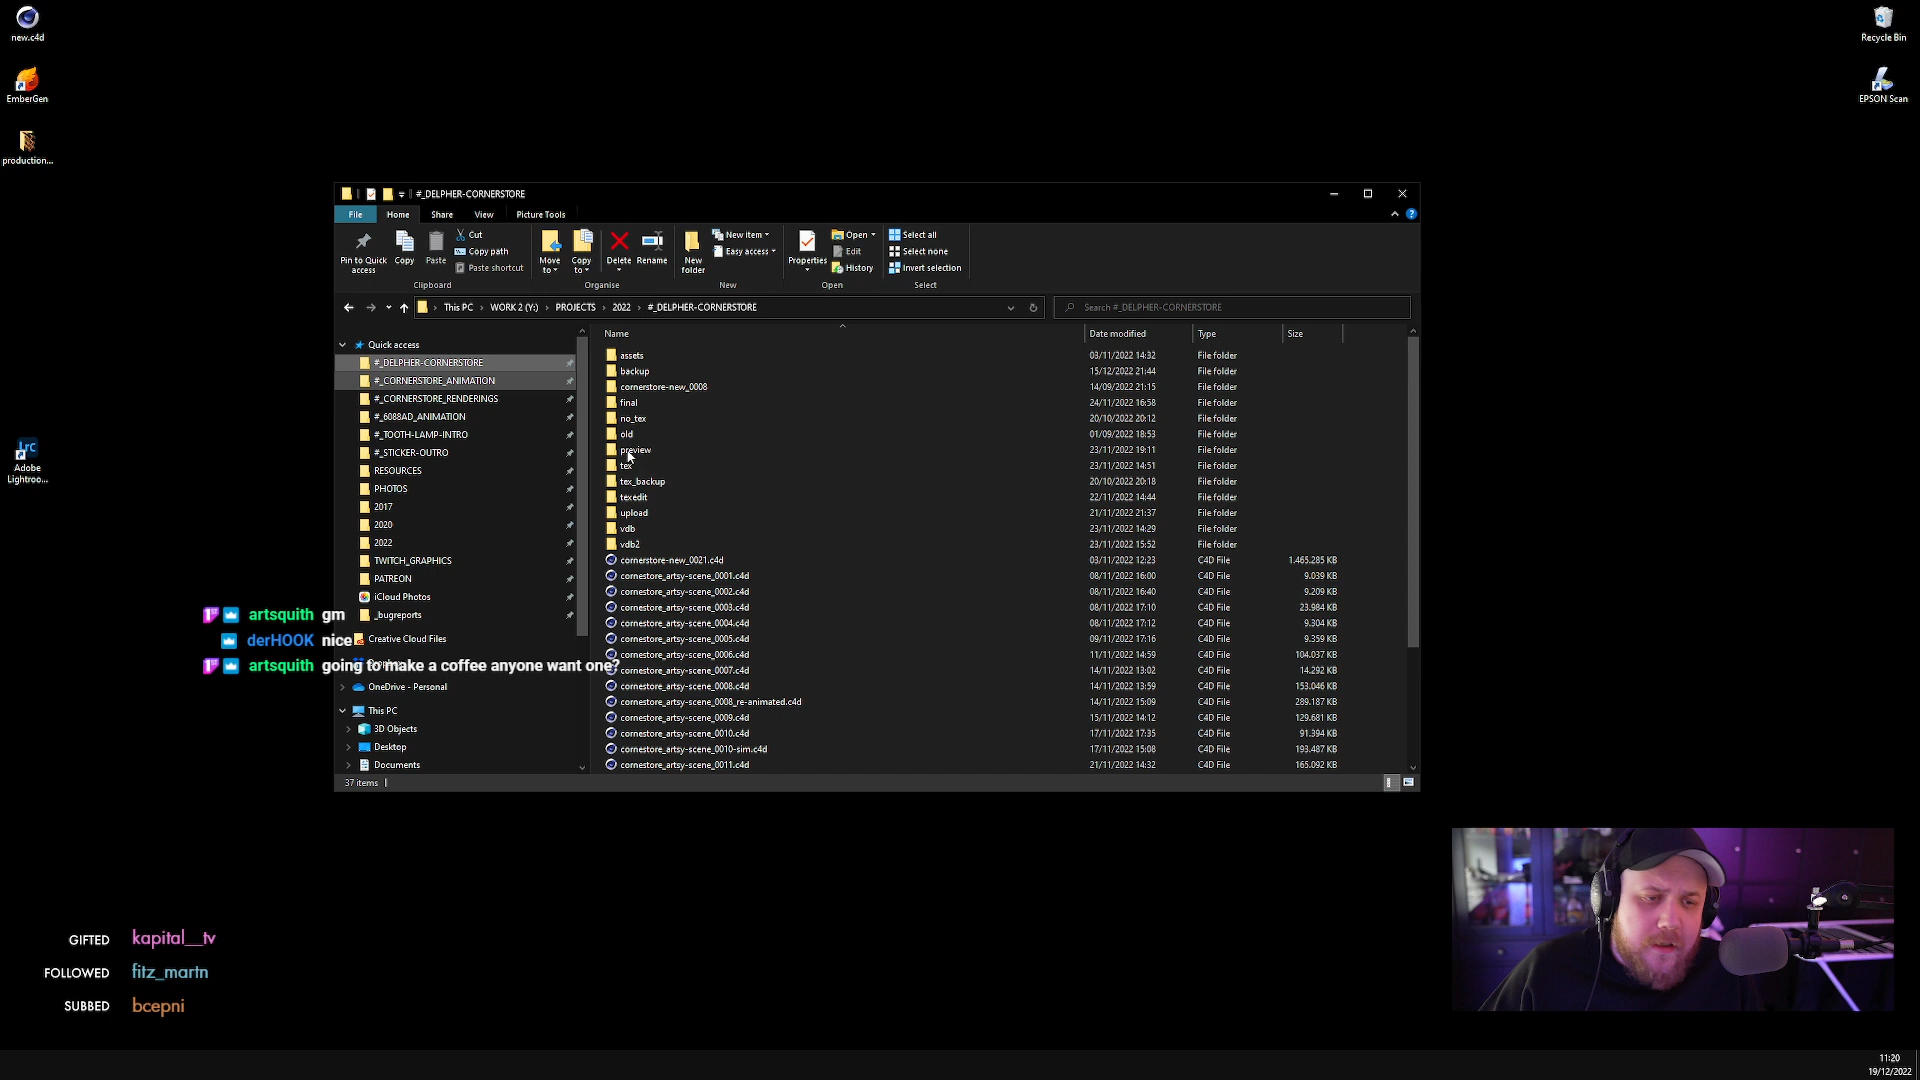 new.c4d
Recycle Bin
EmberGen
EPSON Scan
production...
#_DELPHER-CORNERSTORE
File Home Share View Picture Tools
Pin to Quick access
Copy
Paste
Cut
Copy path
Paste shortcut
Clipboard
Move to
Copy to
Delete
Rename
Organise
New folder
New item
Easy access
New
Properties
Open
Edit
History
Open
Select all
Select none
Invert selection
Select
This PC WORK 2 (Y:) PROJECTS 2022 #_DELPHER-CORNERSTORE
Search #_DELPHER-CORNERSTORE
Quick access
#_DELPHER-CORNERSTORE
#_CORNERSTORE_ANIMATION
#_CORNERSTORE_RENDERINGS
#_6088AD_ANIMATION
#_TOOTH-LAMP-INTRO
#_STICKER-OUTRO
RESOURCES
PHOTOS
2017
2020
2022
TWITCH_GRAPHICS
PATREON
iCloud Photos
_bugreports
Creative Cloud Files
OneDrive - Personal
This PC
3D Objects
Desktop
Documents
Name Date modified Type Size
assets 03/11/2022 14:32 File folder
backup 15/12/2022 21:44 File folder
cornerstore-new_0008 14/09/2022 21:15 File folder
final 24/11/2022 16:58 File folder
no_tex 20/10/2022 20:12 File folder
old 01/09/2022 18:53 File folder
preview 23/11/2022 19:11 File folder
tex 23/11/2022 14:51 File folder
tex_backup 20/10/2022 20:18 File folder
texedit 22/11/2022 14:44 File folder
upload 21/11/2022 21:37 File folder
vdb 23/11/2022 14:29 File folder
vdb2 23/11/2022 15:52 File folder
cornerstore-new_0021.c4d 03/11/2022 12:23 C4D File 1.465.285 KB
cornestore_artsy-scene_0001.c4d 08/11/2022 16:00 C4D File 9.039 KB
cornestore_artsy-scene_0002.c4d 08/11/2022 16:40 C4D File 9.209 KB
cornestore_artsy-scene_0003.c4d 08/11/2022 17:10 C4D File 23.984 KB
cornestore_artsy-scene_0004.c4d 08/11/2022 17:12 C4D File 9.304 KB
cornestore_artsy-scene_0005.c4d 09/11/2022 17:16 C4D File 9.359 KB
cornestore_artsy-scene_0006.c4d 11/11/2022 14:59 C4D File 104.037 KB
cornestore_artsy-scene_0007.c4d 14/11/2022 13:02 C4D File 14.292 KB
cornestore_artsy-scene_0008.c4d 14/11/2022 13:59 C4D File 153.046 KB
cornestore_artsy-scene_0008_re-animated.c4d 14/11/2022 15:09 C4D File 289.187 KB
cornestore_artsy-scene_0009.c4d 15/11/2022 14:12 C4D File 129.681 KB
cornestore_artsy-scene_0010.c4d 17/11/2022 17:35 C4D File 91.394 KB
cornestore_artsy-scene_0010-sim.c4d 17/11/2022 15:08 C4D File 193.487 KB
cornestore_artsy-scene_0011.c4d 21/11/2022 14:32 C4D File 165.092 KB
37 items
Lrc
Adobe
Lightroo...
artsquith gm
derHOOK nice
artsquith going to make a coffee anyone want one?
GIFTED kapital__tv
FOLLOWED fitz_martn
SUBBED bcepni
11:20
19/12/2022